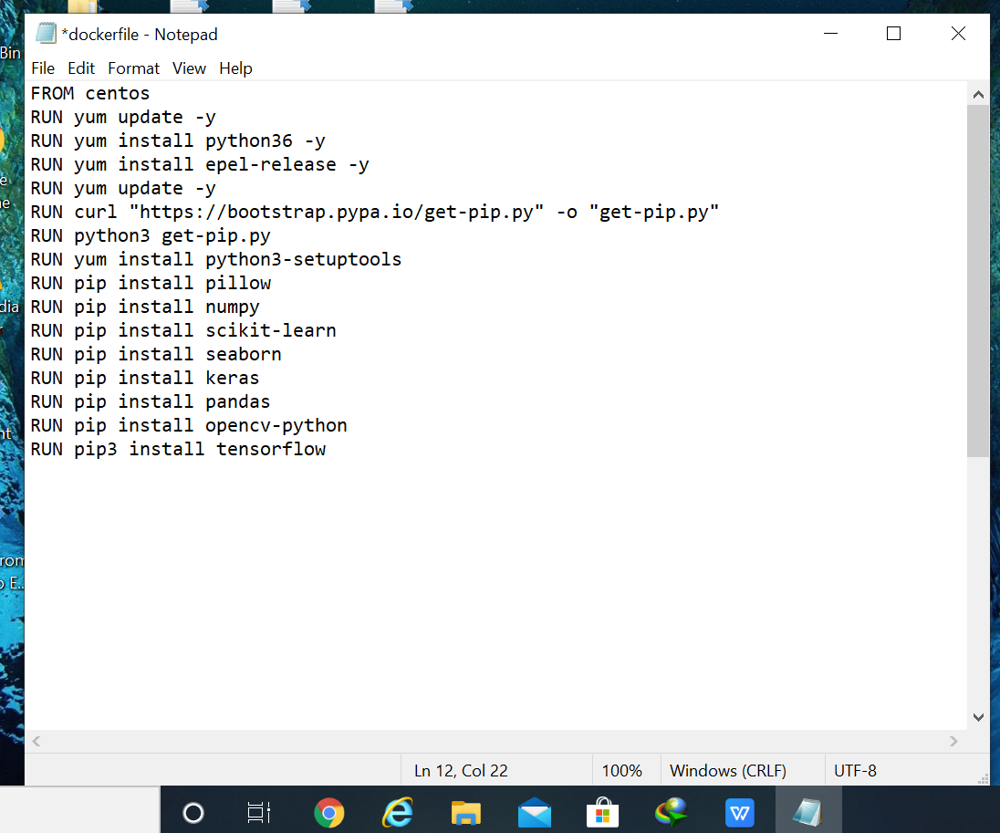 *dockerfile - Notepad
Bin
File Edit Format View Help
FROM centos
RUN yum update -y
RUN yum install python36 -y
RUN yum install epel-release -y
RUN yum update -y
RUN curl "https://bootstrap.pypa.io/get-pip.py" -o "get-pip.py"
RUN python3 get-pip.py
RUN yum install python3-setuptools
RUN pip install pillow
RUN pip install numpy
RUN pip install scikit-learn
RUN pip install seaborn
RUN pip install keras
RUN pip install pandas
RUN pip install opencv-python
RUN pip3 install tensorflow
Ln 12, Col 22
100%
Windows (CRLF)
UTF-8